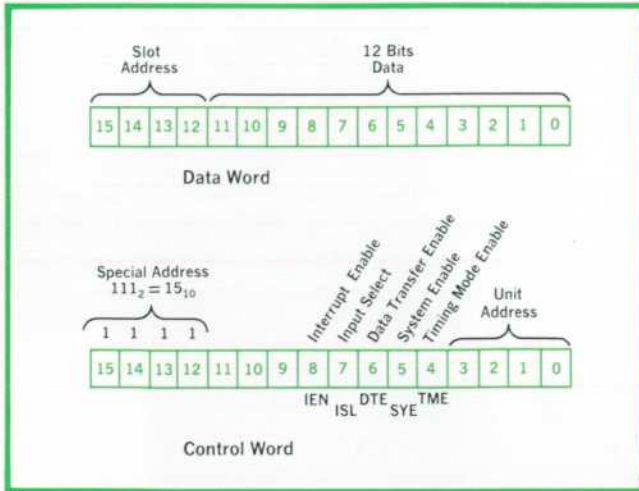 Slot
Address
12 Bits
Data
15 14 13 12 11 10 9 8 7 6 5 4 3 2 1 0
Data Word
Special Address
111₂ = 15₁₀
Interrupt Enable
Input Select
Data Transfer Enable
System Enable
Timing Mode Enable
Unit
Address
1 1 1 1
15 14 13 12 11 10 9 8 7 6 5 4 3 2 1 0
IEN ISL DTE SYE TME
Control Word